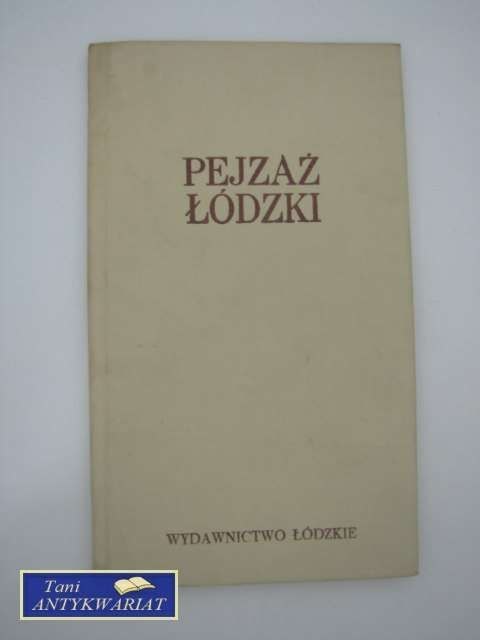 PEJZAŻ
ŁÓDZKI
WYDAWNICTWO ŁÓDZKIE
Tani
ANTYKWARIAT